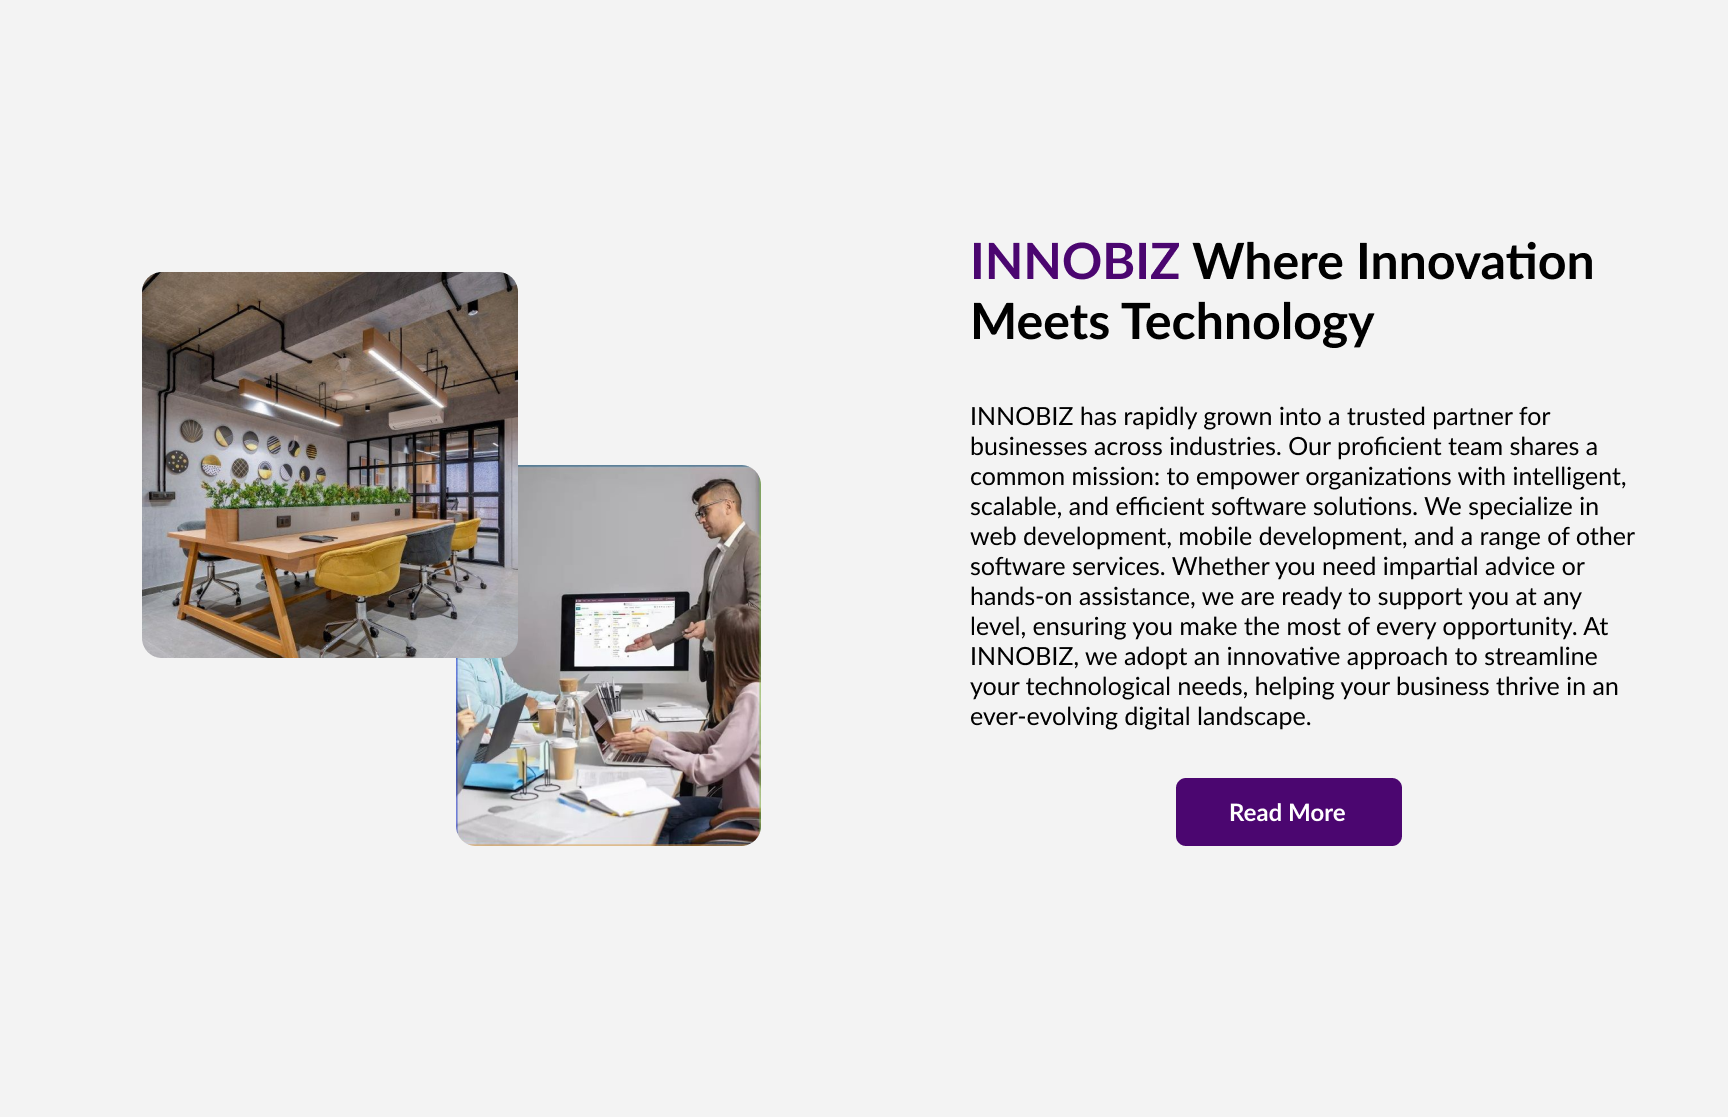 INNOBIZ Where Innovation
Meets Technology
INNOBIZ has rapidly grown into a trusted partner for
businesses across industries. Our proficient team shares a
common mission: to empower organizations with intelligent,
scalable, and efficient software solutions. We specialize in
web development, mobile development, and a range of other
software services. Whether you need impartial advice or
hands-on assistance, we are ready to support you at any
level, ensuring you make the most of every opportunity. At
INNOBIZ, we adopt an innovative approach to streamline
your technological needs, helping your business thrive in an
ever-evolving digital landscape.
Read More